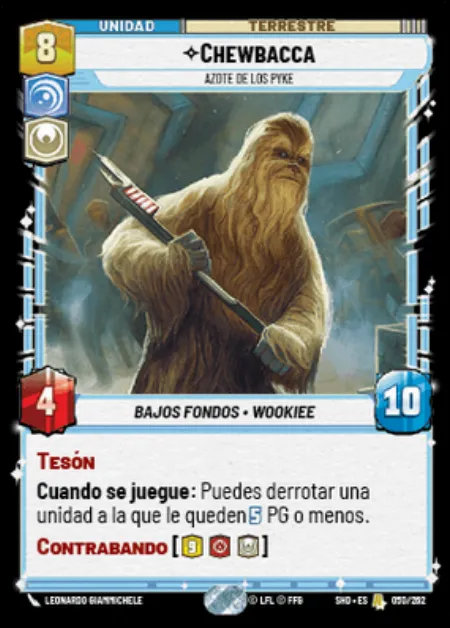 UNIDAD TERRESTRE
8
CHEWBACCA
AZOTE DE LOS PYKE
4
BAJOS FONDOS • WOOKIEE
10
TESÓN
Cuando se juegue: Puedes derrotar una
unidad a la que le queden 5 PG o menos.
CONTRABANDO [9]
LEONARDO GIAMMICHELE © LFL © FFG SHD • ES 050/262